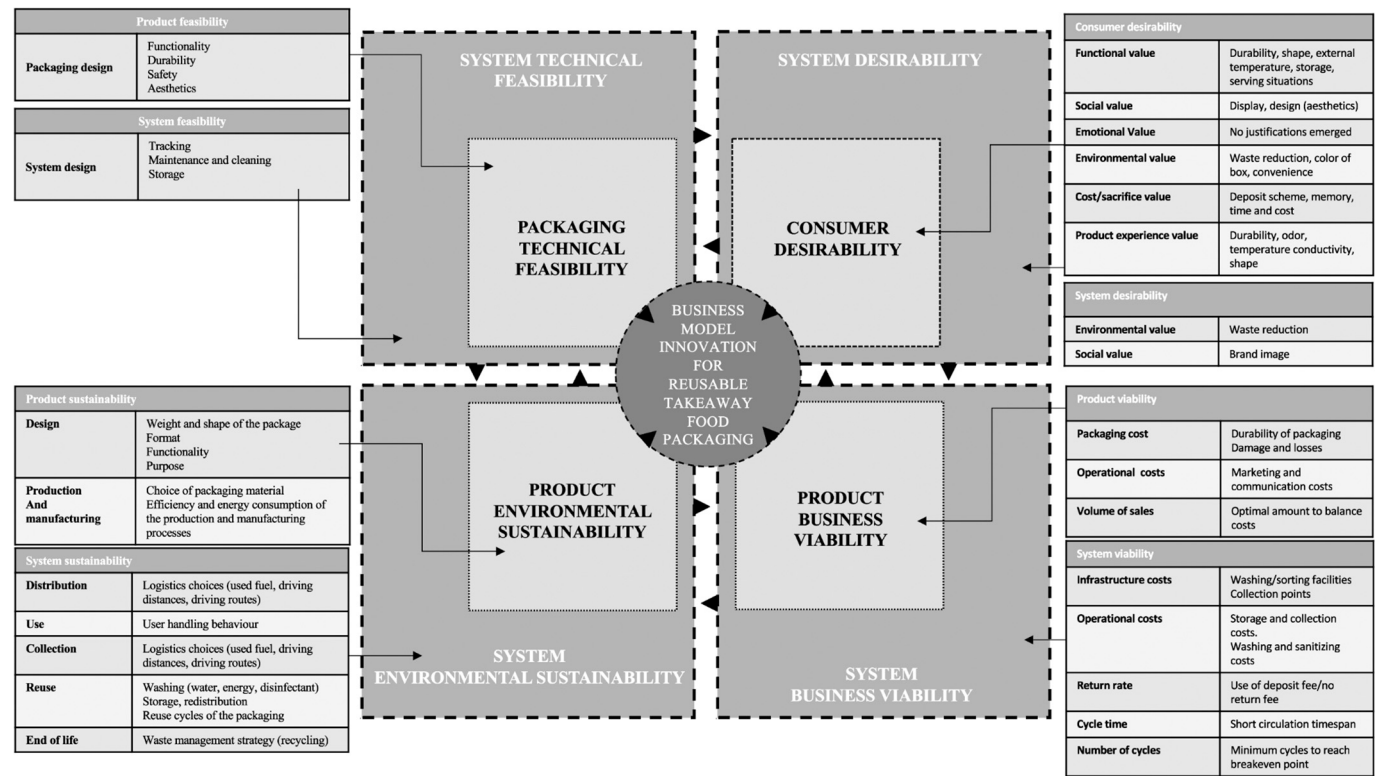 Product feasibility
Packaging design
Functionality
Durability
Safety
Aesthetics
System feasibility
System design
Tracking
Maintenance and cleaning
Storage
Product sustainability
Design
Weight and shape of the package
Format
Functionality
Purpose
Production
And
manufacturing
Choice of packaging material
Efficiency and energy consumption of
the production and manufacturing
processes
System sustainability
Distribution
Logistics choices (used fuel, driving
distances, driving routes)
Use
User handling behaviour
Collection
Logistics choices (used fuel, driving
distances, driving routes)
Reuse
Washing (water, energy, disinfectant)
Storage, redistribution
Reuse cycles of the packaging
End of life
Waste management strategy (recycling)
SYSTEM TECHNICAL
FEASIBILITY
PACKAGING
TECHNICAL
FEASIBILITY
SYSTEM DESIRABILITY
CONSUMER
DESIRABILITY
BUSINESS
MODEL
INNOVATION
FOR
REUSABLE
TAKEAWAY
FOOD
PACKAGING
PRODUCT
ENVIRONMENTAL
SUSTAINABILITY
SYSTEM
ENVIRONMENTAL SUSTAINABILITY
PRODUCT
BUSINESS
VIABILITY
SYSTEM
BUSINESS VIABILITY
Consumer desirability
Functional value
Durability, shape, external
temperature, storage,
serving situations
Social value
Display, design (aesthetics)
Emotional Value
No justifications emerged
Environmental value
Waste reduction, color of
box, convenience
Cost/sacrifice value
Deposit scheme, memory,
time and cost
Product experience value
Durability, odor,
temperature conductivity,
shape
System desirability
Environmental value
Waste reduction
Social value
Brand image
Product viability
Packaging cost
Durability of packaging
Damage and losses
Operational costs
Marketing and
communication costs
Volume of sales
Optimal amount to balance
costs
System viability
Infrastructure costs
Washing/sorting facilities
Collection points
Operational costs
Storage and collection
costs.
Washing and sanitizing
costs
Return rate
Use of deposit fee/no
return fee
Cycle time
Short circulation timespan
Number of cycles
Minimum cycles to reach
breakeven point